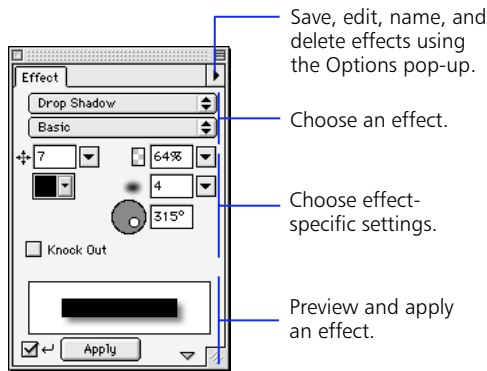 Save, edit, name, and
delete effects using
the Options pop-up.
Effect
Drop Shadow
Basic
Choose an effect.
7
64%
4
315°
Knock Out
Choose effect-
specific settings.
Preview and apply
an effect.
Apply